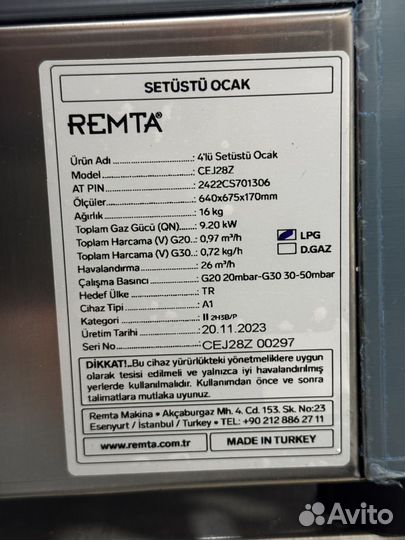 SETÜSTÜ OCAK
REMTA®
Ürün Adı ..........: 4'lü Setüstü Ocak
Model ..........: CEJ28Z
AT PIN ..........: 2422CS701306
Ölçüler ..........: 640x675x170mm
Ağırlık ..........: 16 kg
Toplam Gaz Gücü (QN) ..........: 9.20 kW
Toplam Harcama (V) G20..: 0,97 m³/h LPG
Toplam Harcama (V) G30..: 0,72 kg/h D.GAZ
Havalandırma ..........: 26 m³/h
Çalışma Basıncı ..........: G20 20mbar-G30 30-50mbar
Hedef Ülke ..........: TR
Cihaz Tipi ..........: A1
Kategori ..........: II 2H3B/P
Üretim Tarihi ..........: 20.11.2023
Seri No ..........: CEJ28Z 00297
DİKKAT!..Bu cihaz yürürlükteki yönetmeliklere uygun
olarak tesisi edilmeli ve yalnızca iyi havalandırılmış
yerlerde kullanılmalıdır. Kullanımdan önce ve sonra
talimatlara mutlaka uyunuz.
Remta Makina • Akçaburgaz Mh. 4. Cd. 153. Sk. No:23
Esenyurt / İstanbul / Turkey • TEL: +90 212 886 27 11
www.remta.com.tr MADE IN TURKEY
Avito